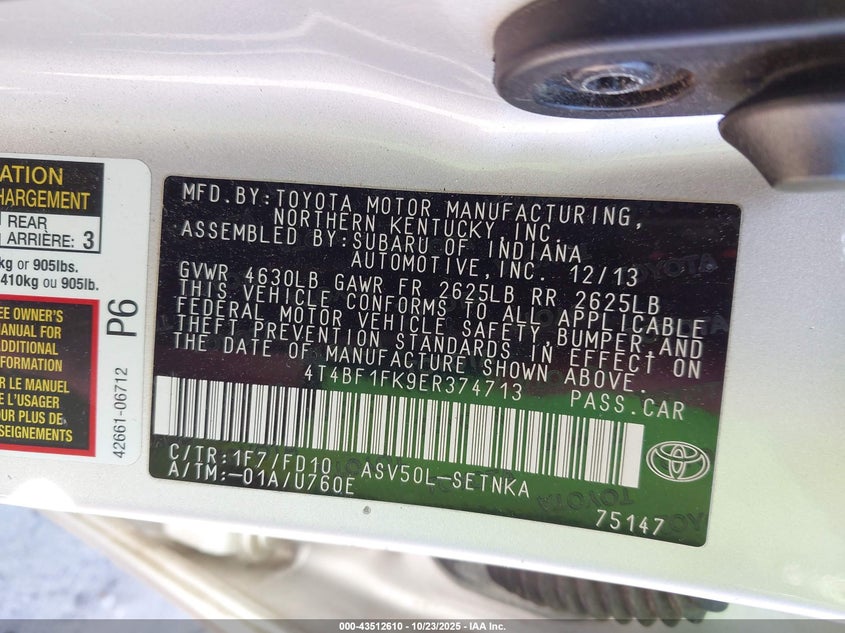 ATION
CHARGEMENT
REAR
ARRIÈRE: 3
kg or 905lbs.
410kg ou 905lb.
EE OWNER'S
MANUAL FOR
ADDITIONAL
FORMATION
IR LE MANUEL
E L'USAGER
OUR PLUS DE
SEIGNEMENTS
P6
42661-06712
MFD.BY:TOYOTA MOTOR MANUFACTURING,
NORTHERN KENTUCKY INC.
ASSEMBLED BY:SUBARU OF INDIANA
AUTOMOTIVE,INC. 12/13
GVWR 4630LB GAWR FR 2625LB RR 2625LB
THIS VEHICLE CONFORMS TO ALL APPLICABLE
FEDERAL MOTOR VEHICLE SAFETY,BUMPER AND
THEFT PREVENTION STANDARDS IN EFFECT ON
THE DATE OF MANUFACTURE SHOWN ABOVE.
4T4BF1FK9ER374713 PASS.CAR
C/TR:1F7/FD10 ASV50L-SETNKA
A/TM:-01A/U760E
TOYOTA
75147
000-43512610 - 10/23/2025 - IAA Inc.